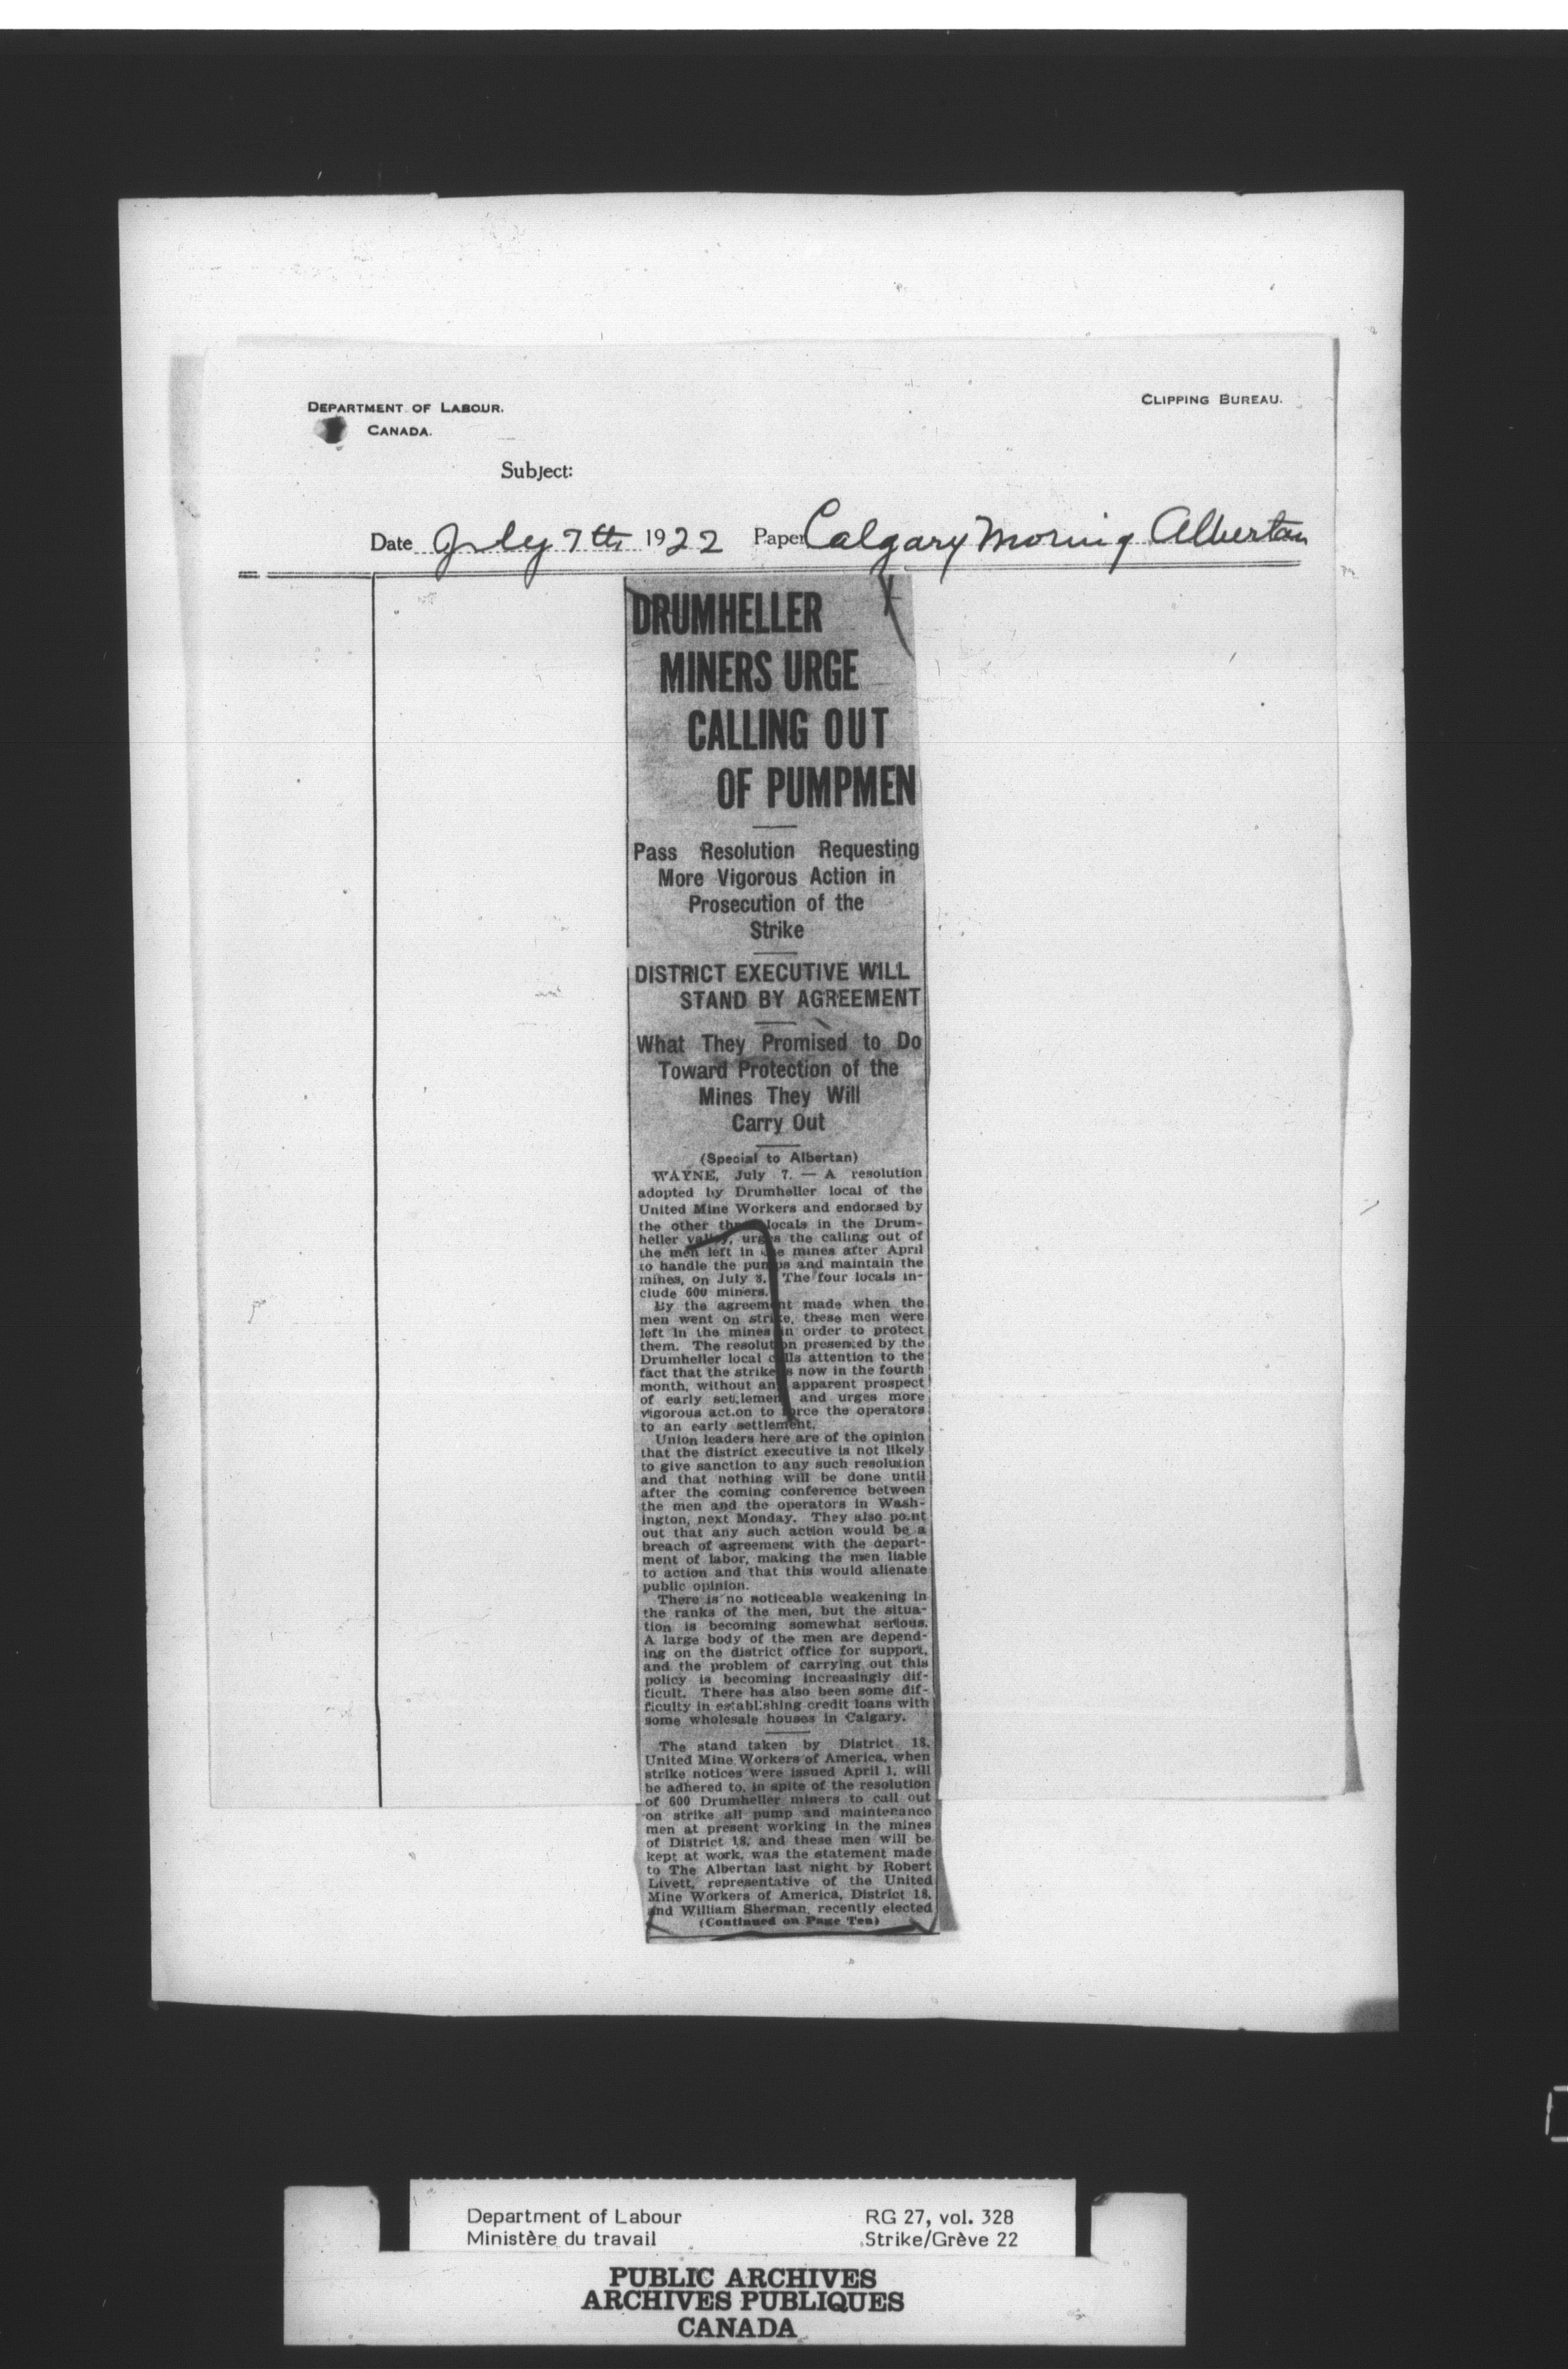 DEPARTMENT OF LABOUR.
CANADA.
CLIPPING BUREAU.
Subject:
Date July 7th 1922 Paper Calgary Morning Albertan
DRUMHELLER
MINERS URGE
CALLING OUT
OF PUMPMEN
Pass Resolution Requesting
More Vigorous Action in
Prosecution of the
Strike
DISTRICT EXECUTIVE WILL
STAND BY AGREEMENT
What They Promised to Do
Toward Protection of the
Mines They Will
Carry Out
(Special to Albertan)
WAYNE, July 7. — A resolution
adopted by Drumheller local of the
United Mine Workers and endorsed by
the other three locals in the Drum-
heller valley, urges the calling out of
the men left in the mines after April
to handle the pumps and maintain the
mines, on July 8. The four locals in-
clude 600 miners.
By the agreement made when the
men went on strike, these men were
left in the mines in order to protect
them. The resolution presented by the
Drumheller local calls attention to the
fact that the strike is now in the fourth
month, without any apparent prospect
of early settlement and urges more
vigorous action to force the operators
to an early settlement.
Union leaders here are of the opinion
that the district executive is not likely
to give sanction to any such resolution
and that nothing will be done until
after the coming conference between
the men and the operators in Wash-
ington, next Monday. They also point
out that any such action would be a
breach of agreement with the depart-
ment of labor, making the men liable
to action and that this would alienate
public opinion.
There is no noticeable weakening in
the ranks of the men, but the situa-
tion is becoming somewhat serious.
A large body of the men are depend-
ing on the district office for support,
and the problem of carrying out this
policy is becoming increasingly dif-
ficult. There has also been some dif-
ficulty in establishing credit loans with
some wholesale houses in Calgary.
The stand taken by District 18,
United Mine Workers of America, when
strike notices were issued April 1, will
be adhered to, in spite of the resolution
of 600 Drumheller miners to call out
on strike all pump and maintenance
men at present working in the mines
of District 18, and these men will be
kept at work, was the statement made
to The Albertan last night by Robert
Livett, representative of the United
Mine Workers of America, District 18,
and William Sherman, recently elected
(Continued on Page Ten)
Department of Labour
Ministère du travail
RG 27, vol. 328
Strike/Grève 22
PUBLIC ARCHIVES
ARCHIVES PUBLIQUES
CANADA